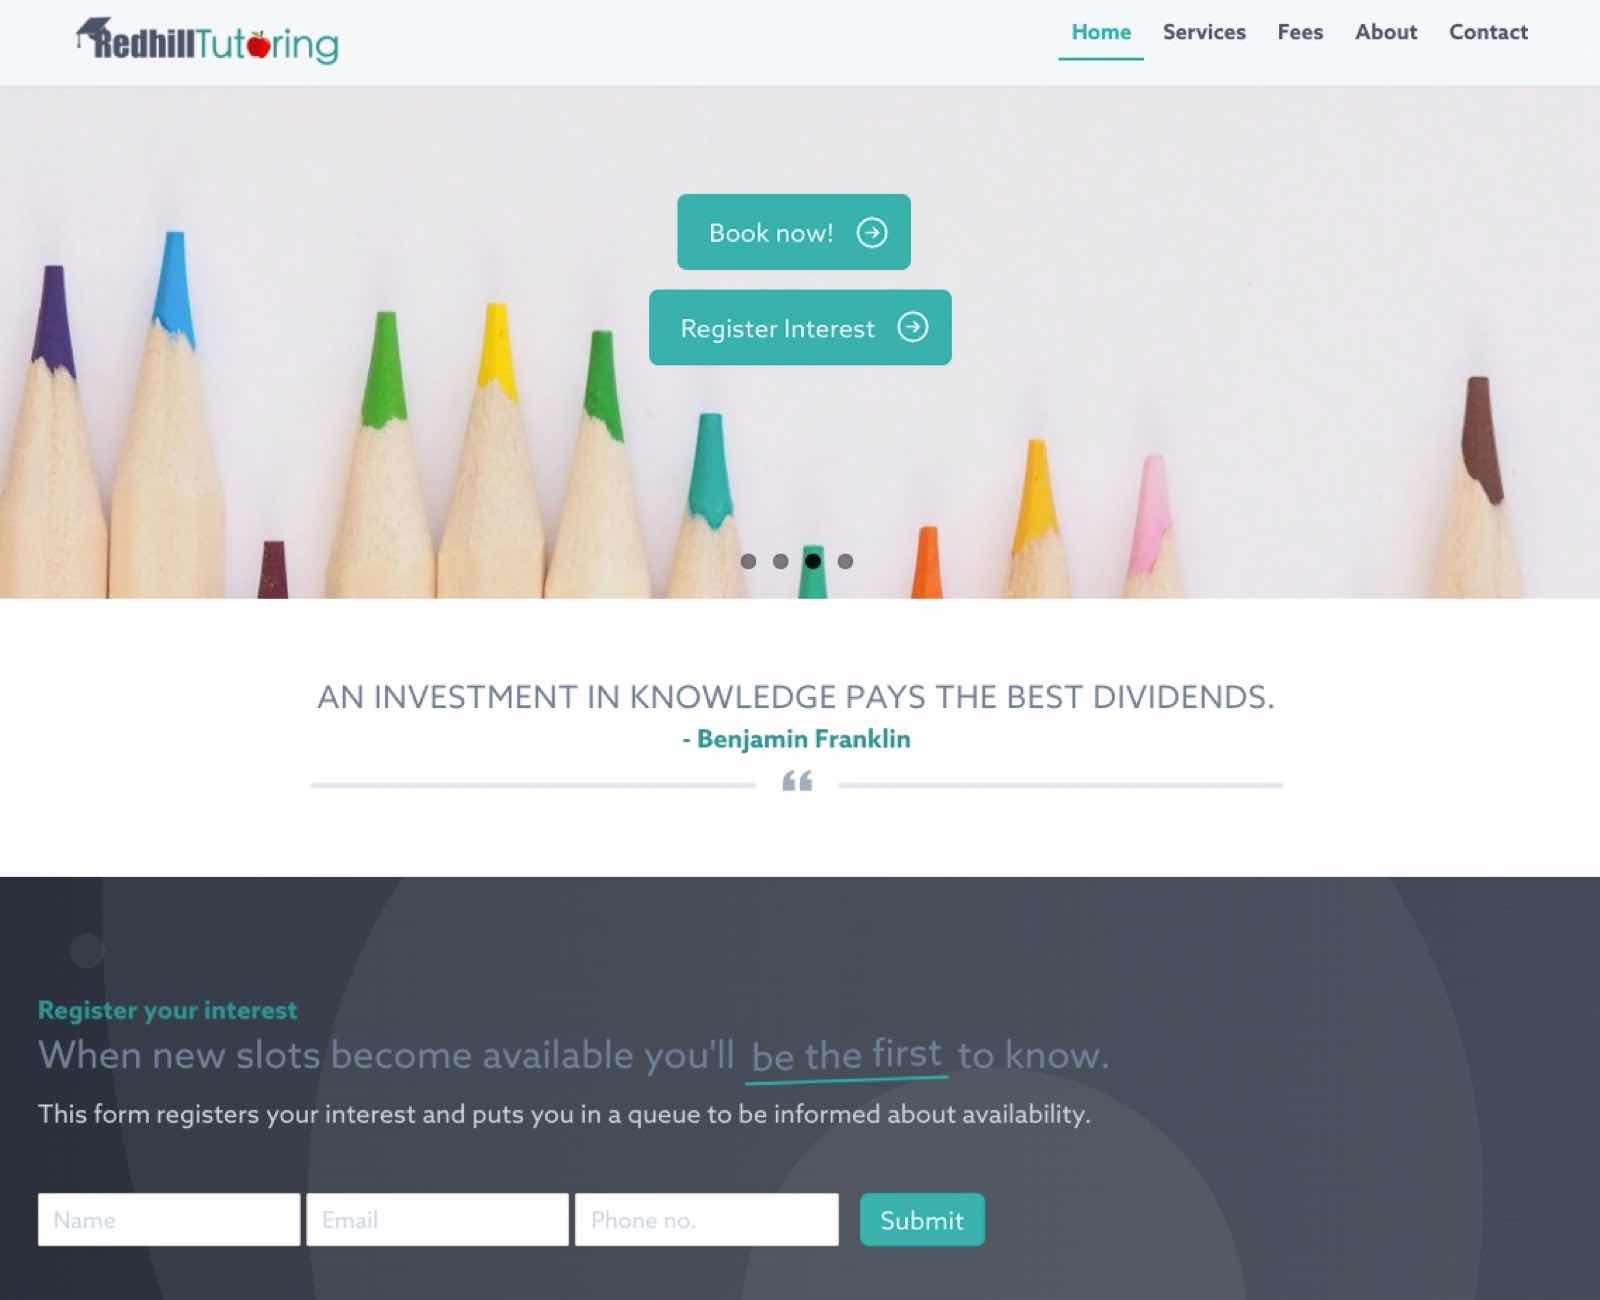 RedhillTutoring
Home Services Fees About Contact
Book now!
Register Interest
AN INVESTMENT IN KNOWLEDGE PAYS THE BEST DIVIDENDS.
- Benjamin Franklin
“
Register your interest
When new slots become available you'll be the first to know.
This form registers your interest and puts you in a queue to be informed about availability.
Name Email Phone no. Submit